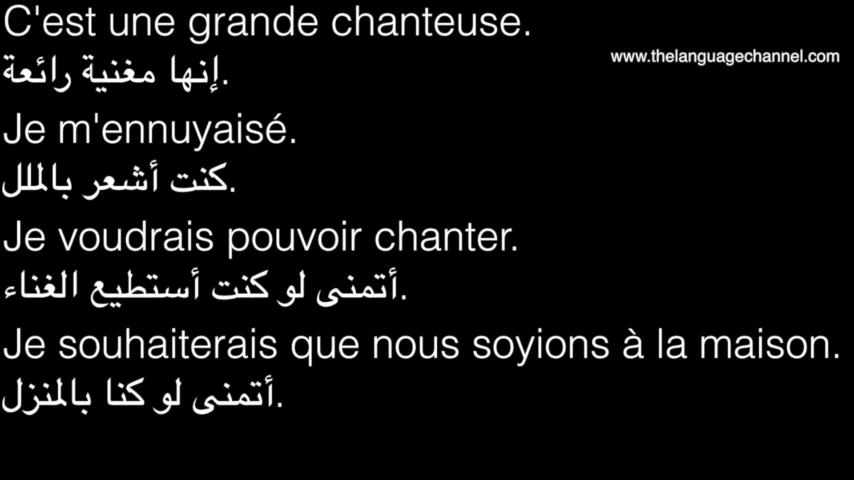 C'est une grande chanteuse.
www.thelanguagechannel.com
إنها مغنية رائعة.
Je m'ennuyaisé.
كنت أشعر بالملل.
Je voudrais pouvoir chanter.
أتمنى لو كنت أستطيع الغناء.
Je souhaiterais que nous soyions à la maison.
أتمنى لو كنا بالمنزل.